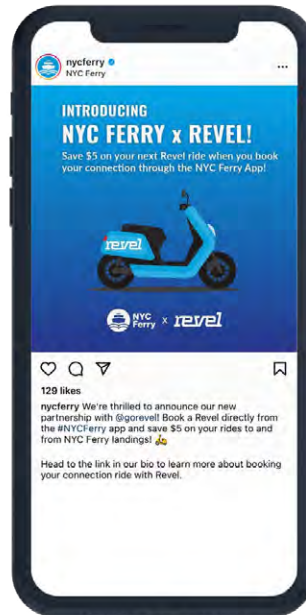 nycferry
NYC Ferry
INTRODUCING
NYC FERRY x REVEL!
Save $5 on your next Revel ride when you book
your connection through the NYC Ferry App!
revel
NYC
Ferry x revel
129 likes
nycferry We're thrilled to announce our new
partnership with @gorevel! Book a Revel directly from
the #NYCFerry app and save $5 on your rides to and
from NYC Ferry landings! 🛵
Head to the link in our bio to learn more about booking
your connection ride with Revel.